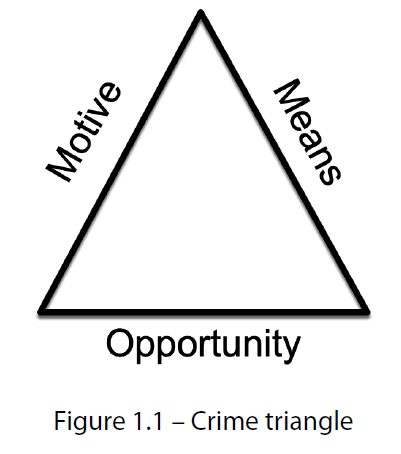 Motive
Means
Opportunity
Figure 1.1 – Crime triangle